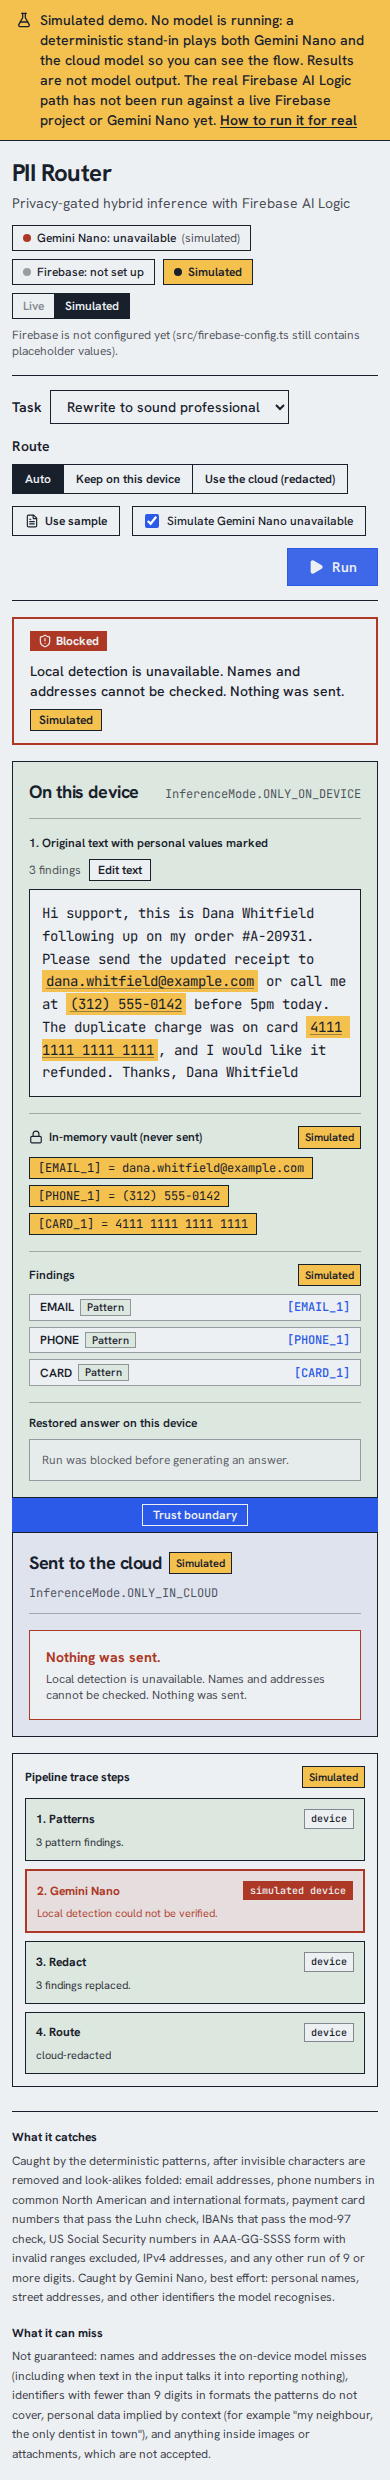 Simulated demo. No model is running: a
deterministic stand-in plays both Gemini Nano and
the cloud model so you can see the flow. Results
are not model output. The real Firebase AI Logic
path has not been run against a live Firebase
project or Gemini Nano yet. How to run it for real
PII Router
Privacy-gated hybrid inference with Firebase AI Logic
Gemini Nano: unavailable (simulated)
Firebase: not set up
Simulated
Live
Simulated
Firebase is not configured yet (src/firebase-config.ts still contains
placeholder values).
Task
Rewrite to sound professional
Route
Auto
Keep on this device
Use the cloud (redacted)
Use sample
Simulate Gemini Nano unavailable
Run
Blocked
Local detection is unavailable. Names and
addresses cannot be checked. Nothing was sent.
Simulated
On this device
InferenceMode.ONLY_ON_DEVICE
1. Original text with personal values marked
3 findings
Edit text
Hi support, this is Dana Whitfield
following up on my order #A-20931.
Please send the updated receipt to
dana.whitfield@example.com or call me
at (312) 555-0142 before 5pm today.
The duplicate charge was on card 4111
1111 1111 1111, and I would like it
refunded. Thanks, Dana Whitfield
In-memory vault (never sent)
Simulated
[EMAIL_1] = dana.whitfield@example.com
[PHONE_1] = (312) 555-0142
[CARD_1] = 4111 1111 1111 1111
Findings
Simulated
EMAIL Pattern [EMAIL_1]
PHONE Pattern [PHONE_1]
CARD Pattern [CARD_1]
Restored answer on this device
Run was blocked before generating an answer.
Trust boundary
Sent to the cloud
Simulated
InferenceMode.ONLY_IN_CLOUD
Nothing was sent.
Local detection is unavailable. Names and addresses
cannot be checked. Nothing was sent.
Pipeline trace steps
Simulated
1. Patterns
device
3 pattern findings.
2. Gemini Nano
simulated device
Local detection could not be verified.
3. Redact
device
3 findings replaced.
4. Route
device
cloud-redacted
What it catches
Caught by the deterministic patterns, after invisible characters are
removed and look-alikes folded: email addresses, phone numbers in
common North American and international formats, payment card
numbers that pass the Luhn check, IBANs that pass the mod-97
check, US Social Security numbers in AAA-GG-SSSS form with
invalid ranges excluded, IPv4 addresses, and any other run of 9 or
more digits. Caught by Gemini Nano, best effort: personal names,
street addresses, and other identifiers the model recognises.
What it can miss
Not guaranteed: names and addresses the on-device model misses
(including when text in the input talks it into reporting nothing),
identifiers with fewer than 9 digits in formats the patterns do not
cover, personal data implied by context (for example "my neighbour,
the only dentist in town"), and anything inside images or
attachments, which are not accepted.